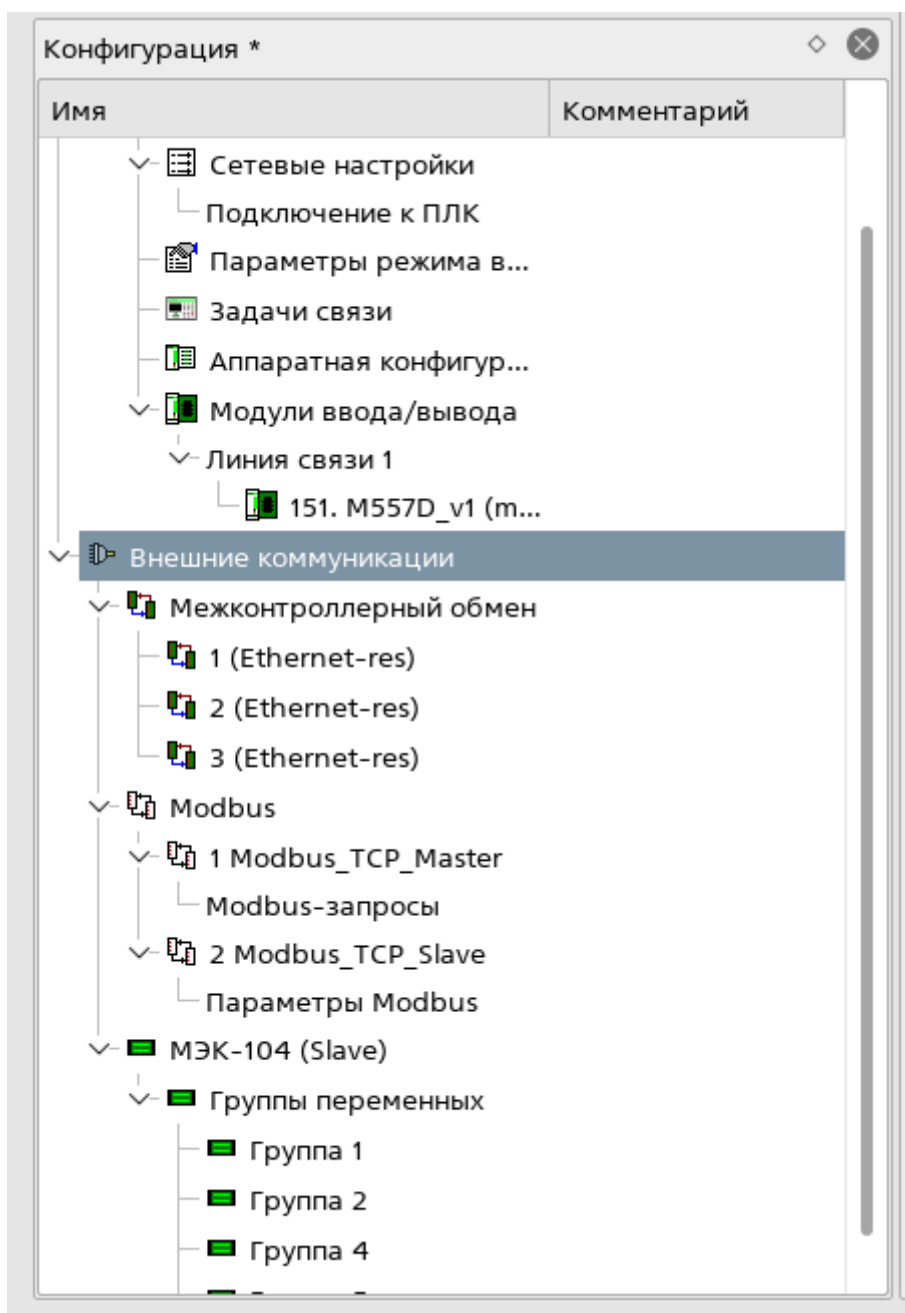 Конфигурация *
Имя Комментарий
Сетевые настройки
Подключение к ПЛК
Параметры режима в...
Задачи связи
Аппаратная конфигур...
Модули ввода/вывода
Линия связи 1
151. M557D_v1 (m...
Внешние коммуникации
Межконтроллерный обмен
1 (Ethernet-res)
2 (Ethernet-res)
3 (Ethernet-res)
Modbus
1 Modbus_TCP_Master
Modbus-запросы
2 Modbus_TCP_Slave
Параметры Modbus
МЭК-104 (Slave)
Группы переменных
Группа 1
Группа 2
Группа 4